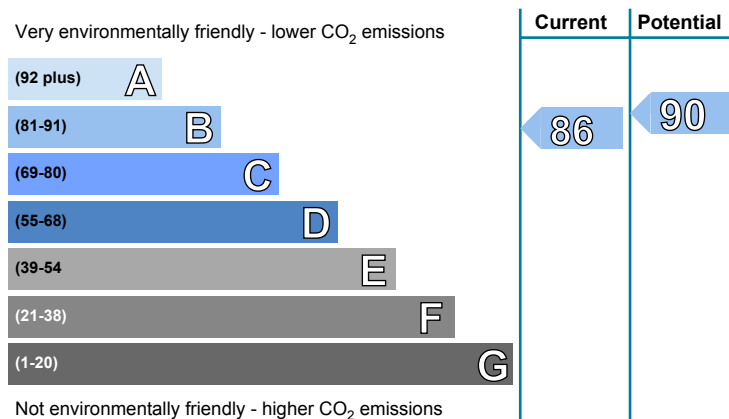 Very environmentally friendly - lower CO2 emissions
Current
Potential
(92 plus) A
(81-91) B
(69-80) C
(55-68) D
(39-54 E
(21-38) F
(1-20) G
86
90
Not environmentally friendly - higher CO2 emissions